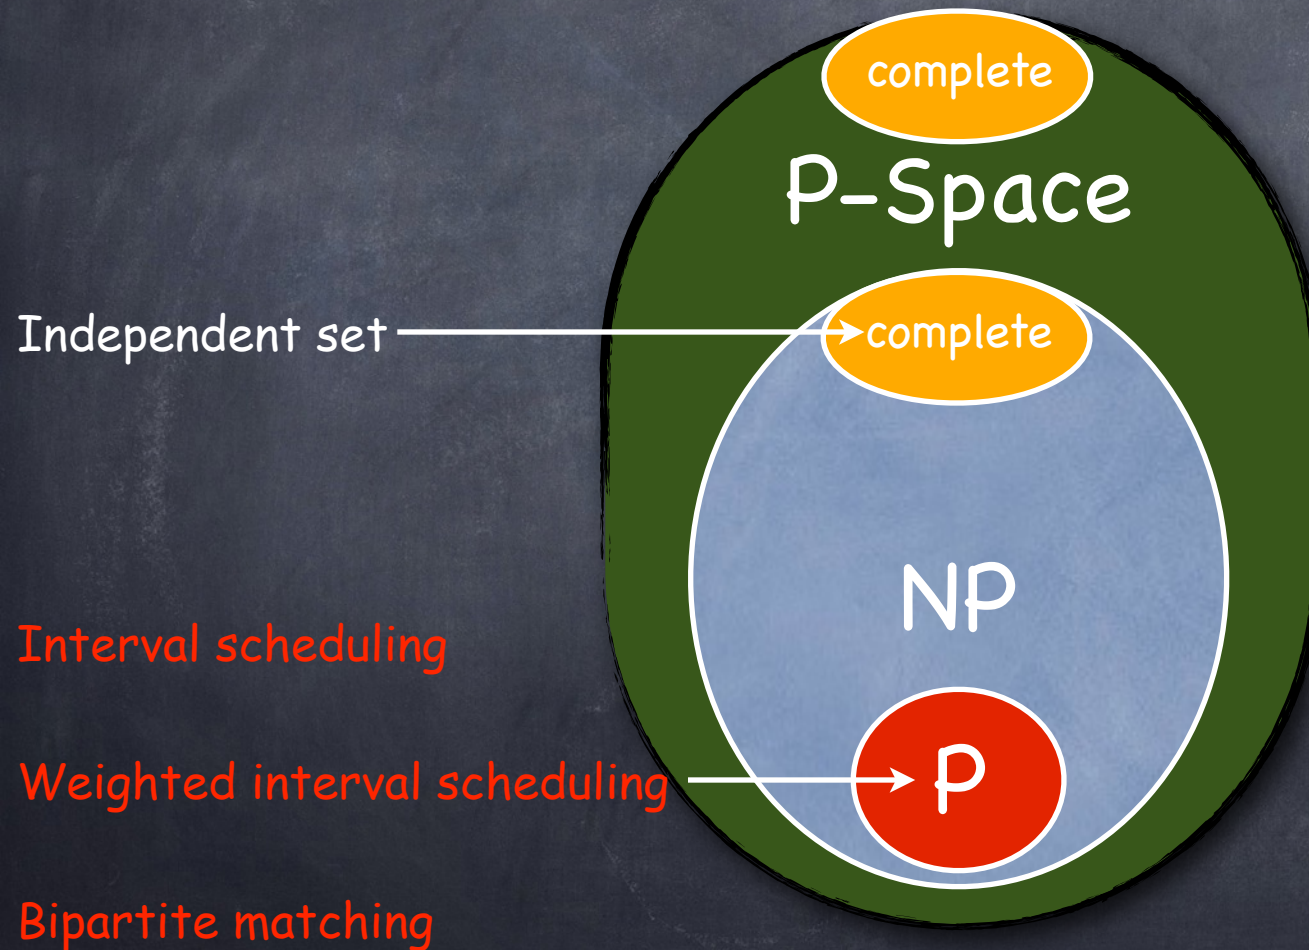 complete
P-Space
Independent set
complete
NP
Interval scheduling
Weighted interval scheduling
P
Bipartite matching